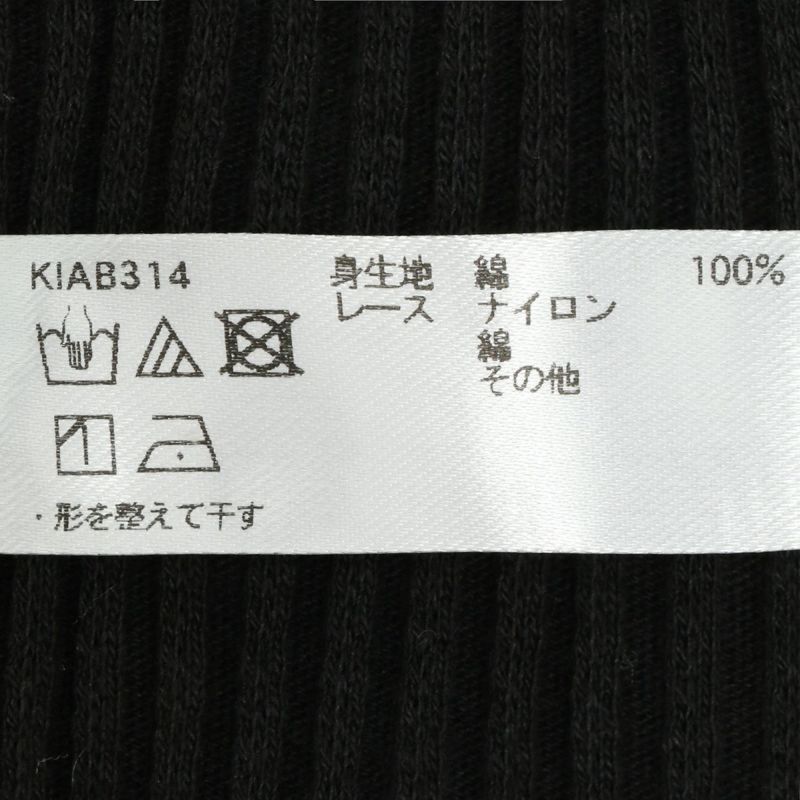 KIAB314
身生地 綿 100%
レース ナイロン
綿
その他
・形を整えて干す